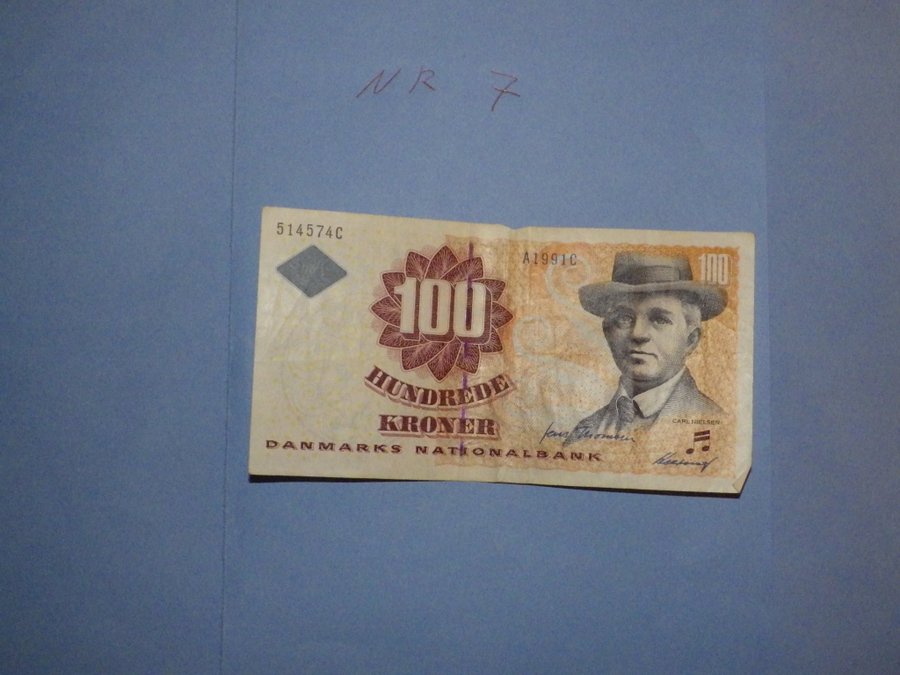 NR 7
514574C
A1991C
100
100
HUNDREDE
KRONER
CARL NIELSEN
DANMARKS NATIONALBANK